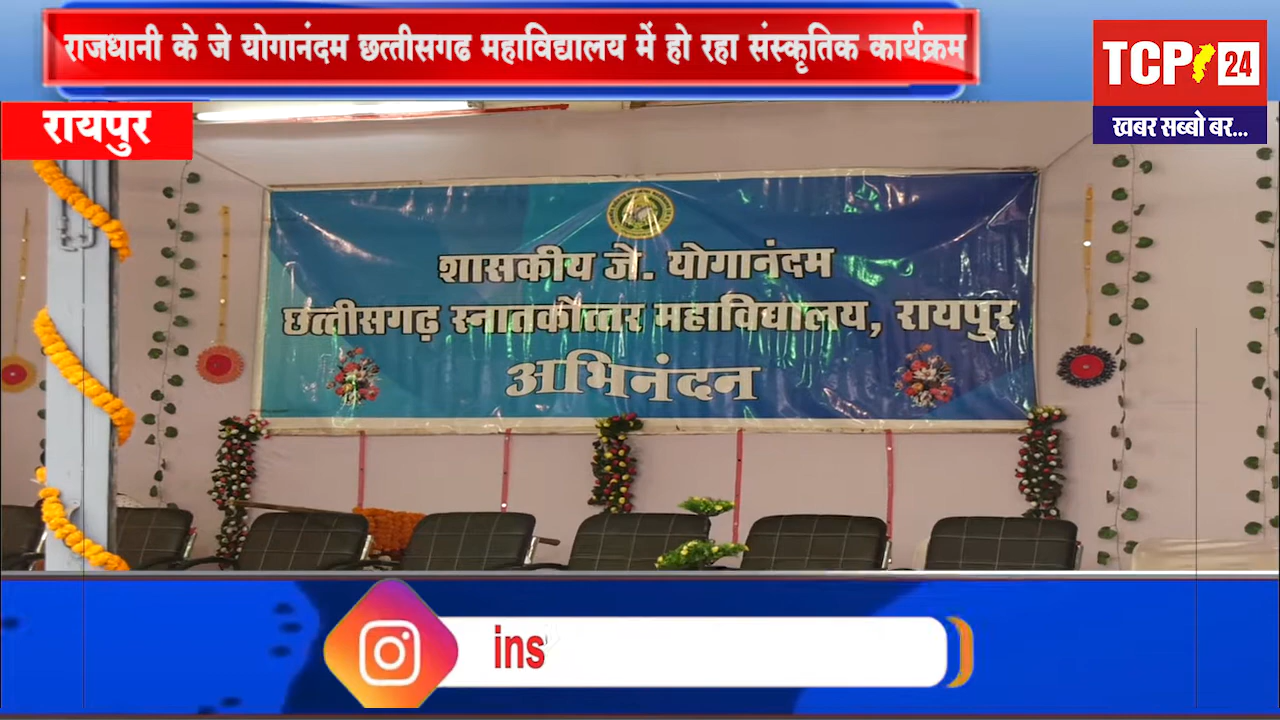 राजधानी के जे योगानंदम छत्तीसगढ महाविद्यालय में हो रहा संस्कृतिक कार्यक्रम
TCP 24
खबर सब्बो बर...
रायपुर
शासकीय जे. योगानंदम
छत्तीसगढ़ स्नातकोत्तर महाविद्यालय, रायपुर
अभिनंदन
ins